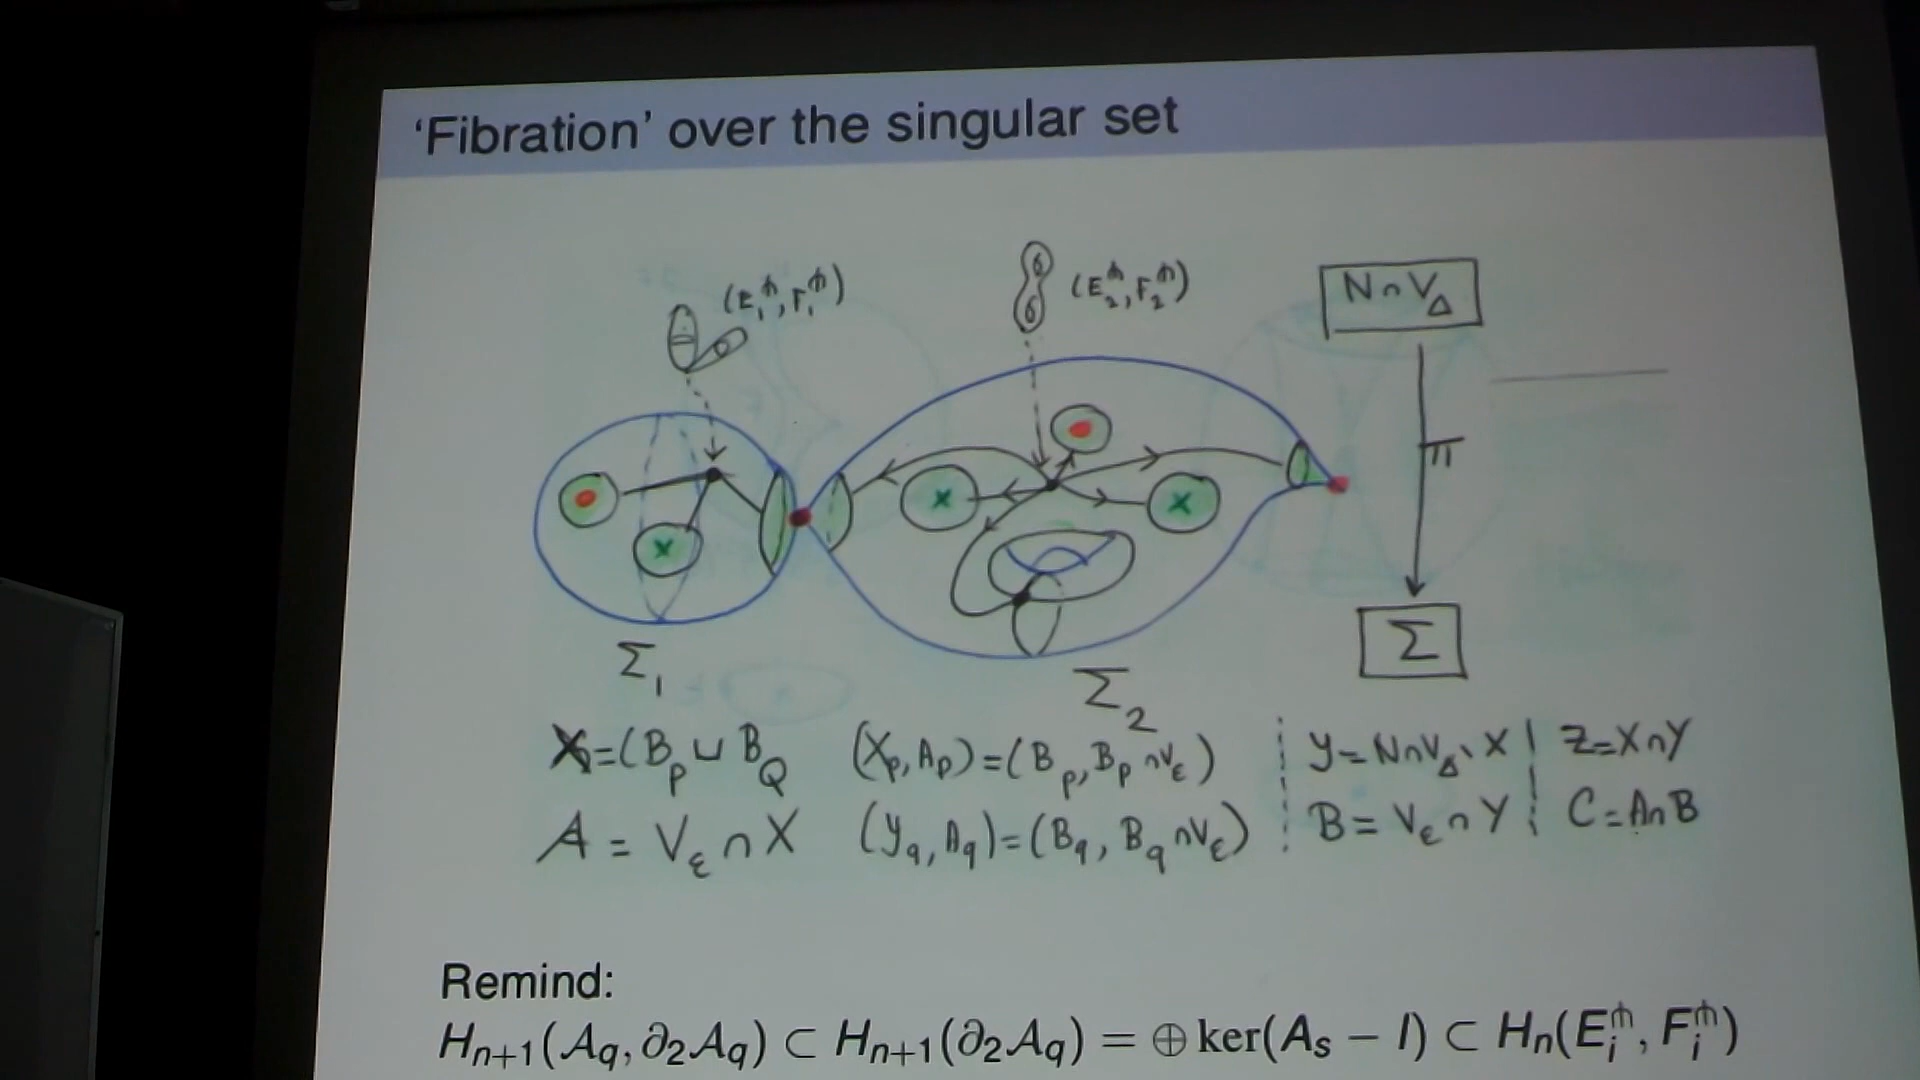 ‘Fibration’ over the singular set
(E₁^⋔, F₁^⋔) (E₂^⋔, F₂^⋔) N∩V_Δ
π
Σ
Σ₁ Σ₂
X=(B_P ∪ B_Q (X_p, A_p)=(B_p, B_p ∩V_ε) Y=N∩V_Δ∖X Z=X∩Y
A = V_ε ∩ X (Y_q, A_q)=(B_q, B_q ∩V_ε) B= V_ε ∩ Y C=A∩B
Remind:
H_{n+1}(A_q, ∂₂A_q) ⊂ H_{n+1}(∂₂A_q) = ⊕ ker(A_s − I) ⊂ H_n(E_i^⋔, F_i^⋔)